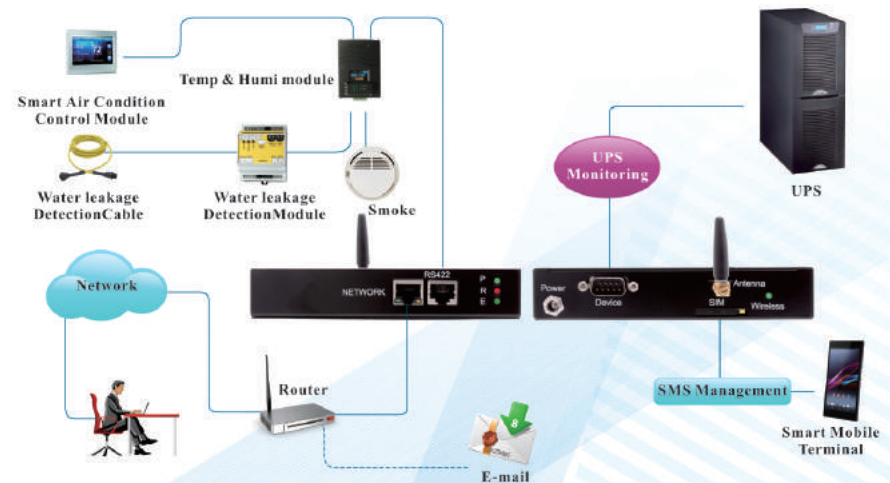 Temp & Humi module
Smart Air Condition
Control Module
Water leakage
DetectionCable
Water leakage
DetectionModule
Smoke
UPS
Monitoring
UPS
Network
RS422
NETWORK
P
R
E
Power
Device
Antenna
SIM
Wireless
Router
SMS Management
8
E-mail
Smart Mobile
Terminal